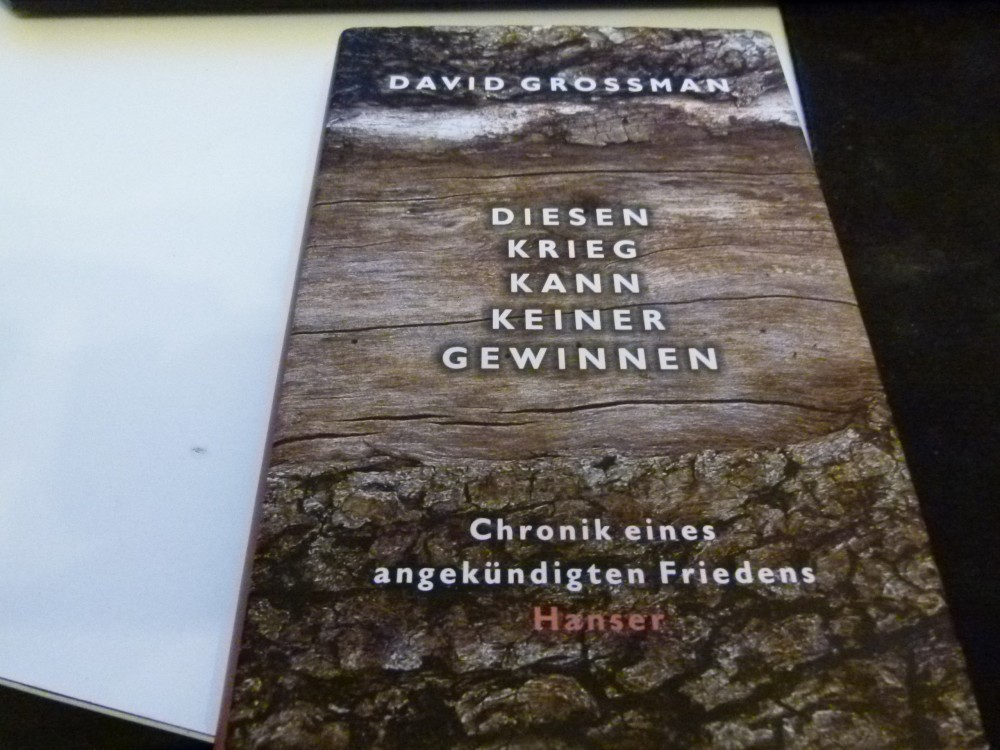 DAVID GROSSMAN
DIESEN
KRIEG
KANN
KEINER
GEWINNEN
Chronik eines
angekündigten Friedens
Hanser